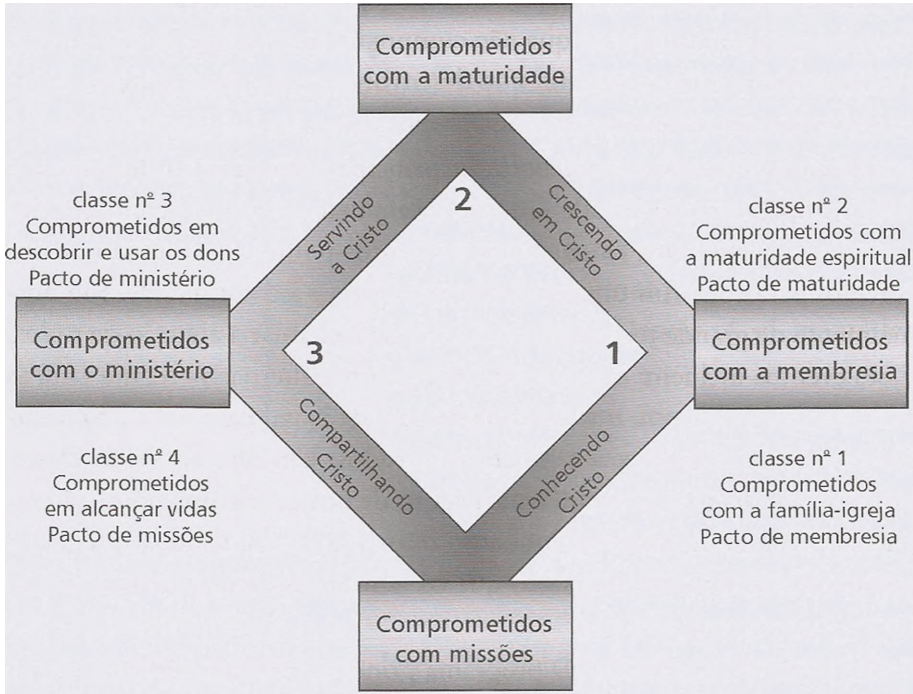 Comprometidos
com a maturidade
2
Servindo
a Cristo
Crescendo
em Cristo
classe nº 3
Comprometidos em
descobrir e usar os dons
Pacto de ministério
classe nº 2
Comprometidos com
a maturidade espiritual
Pacto de maturidade
Comprometidos
com o ministério
3
1
Comprometidos
com a membresia
Compartilhando
Cristo
Conhecendo
Cristo
classe nº 4
Comprometidos
em alcançar vidas
Pacto de missões
classe nº 1
Comprometidos
com a família-igreja
Pacto de membresia
Comprometidos
com missões